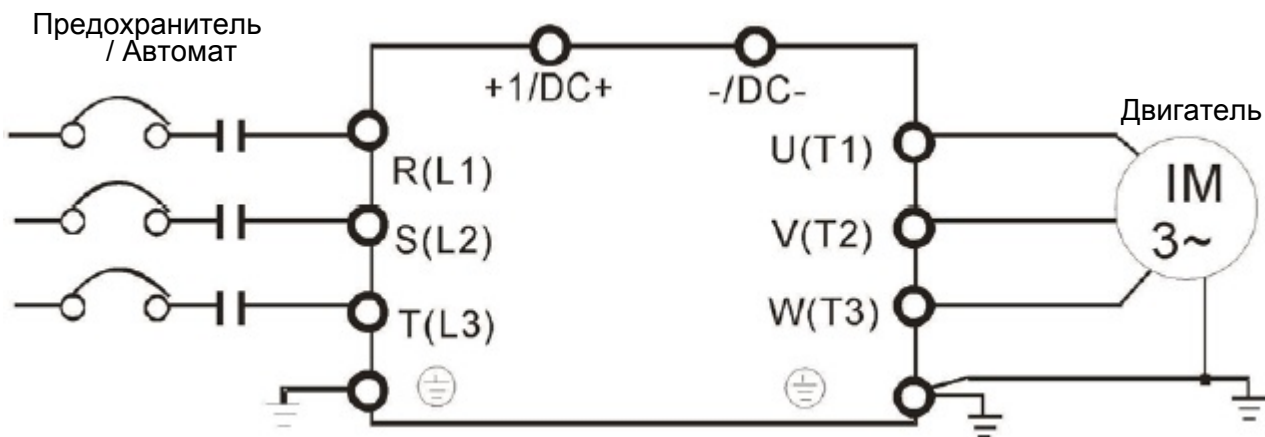 Предохранитель
/ Автомат
+1/DC+
-/DC-
Двигатель
R(L1)
U(T1)
IM
3~
S(L2)
V(T2)
T(L3)
W(T3)